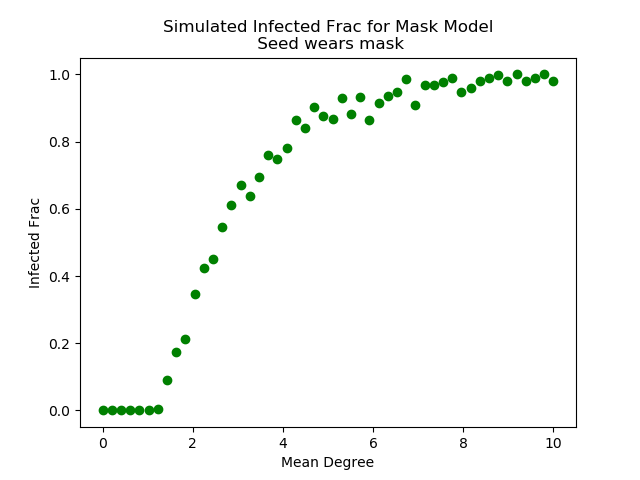 Simulated Infected Frac for Mask Model
Seed wears mask
1.0
0.8
0.6
0.4
0.2
0.0
Infected Frac
0 2 4 6 8 10
Mean Degree